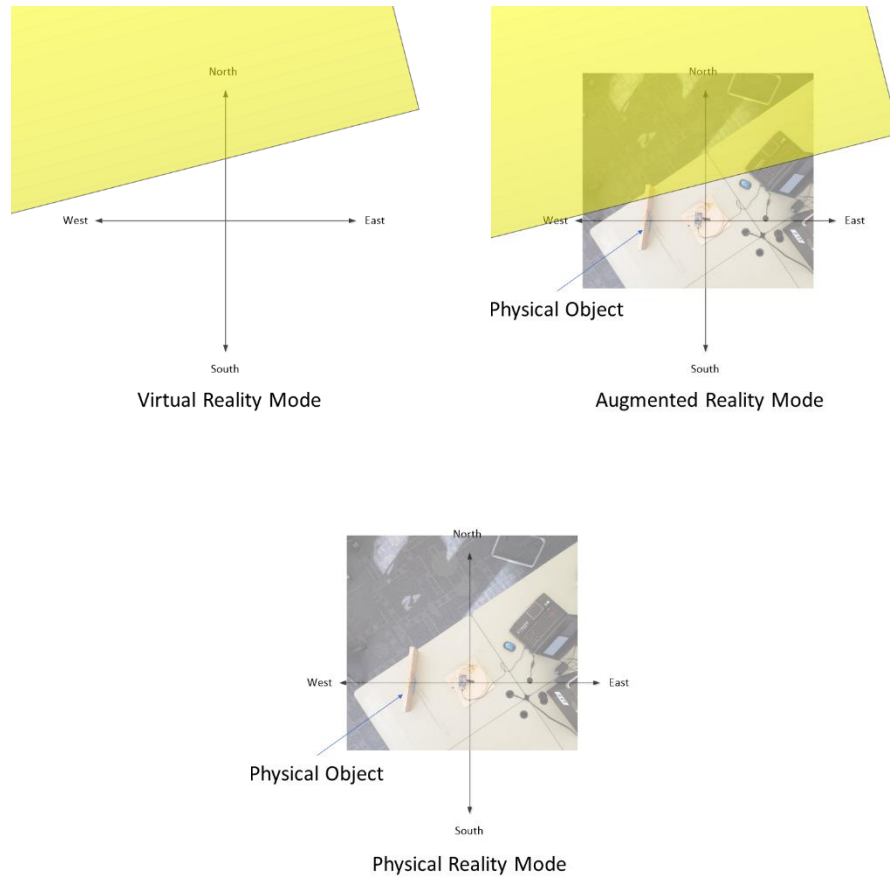 North
West
East
South
Virtual Reality Mode
North
West
East
Physical Object
South
Augmented Reality Mode
North
West
East
Physical Object
South
Physical Reality Mode